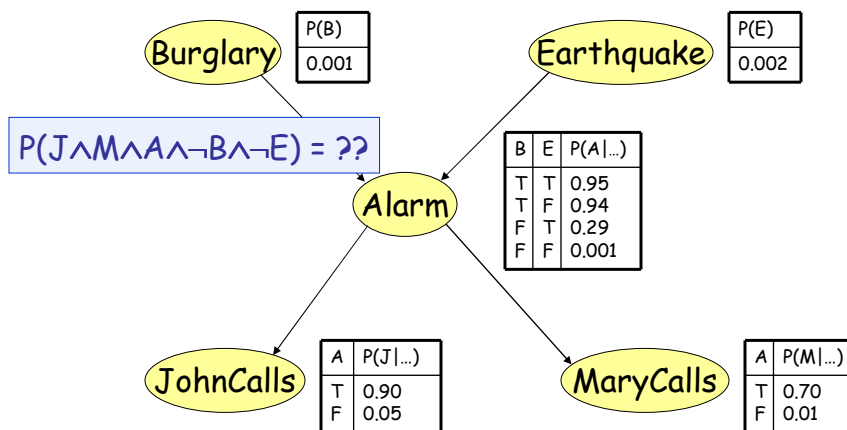 Burglary
P(B)
0.001
Earthquake
P(E)
0.002
P(J∧M∧A∧¬B∧¬E) = ??
B E P(A|…)
T T 0.95
T F 0.94
F T 0.29
F F 0.001
Alarm
JohnCalls
A P(J|…)
T 0.90
F 0.05
MaryCalls
A P(M|…)
T 0.70
F 0.01